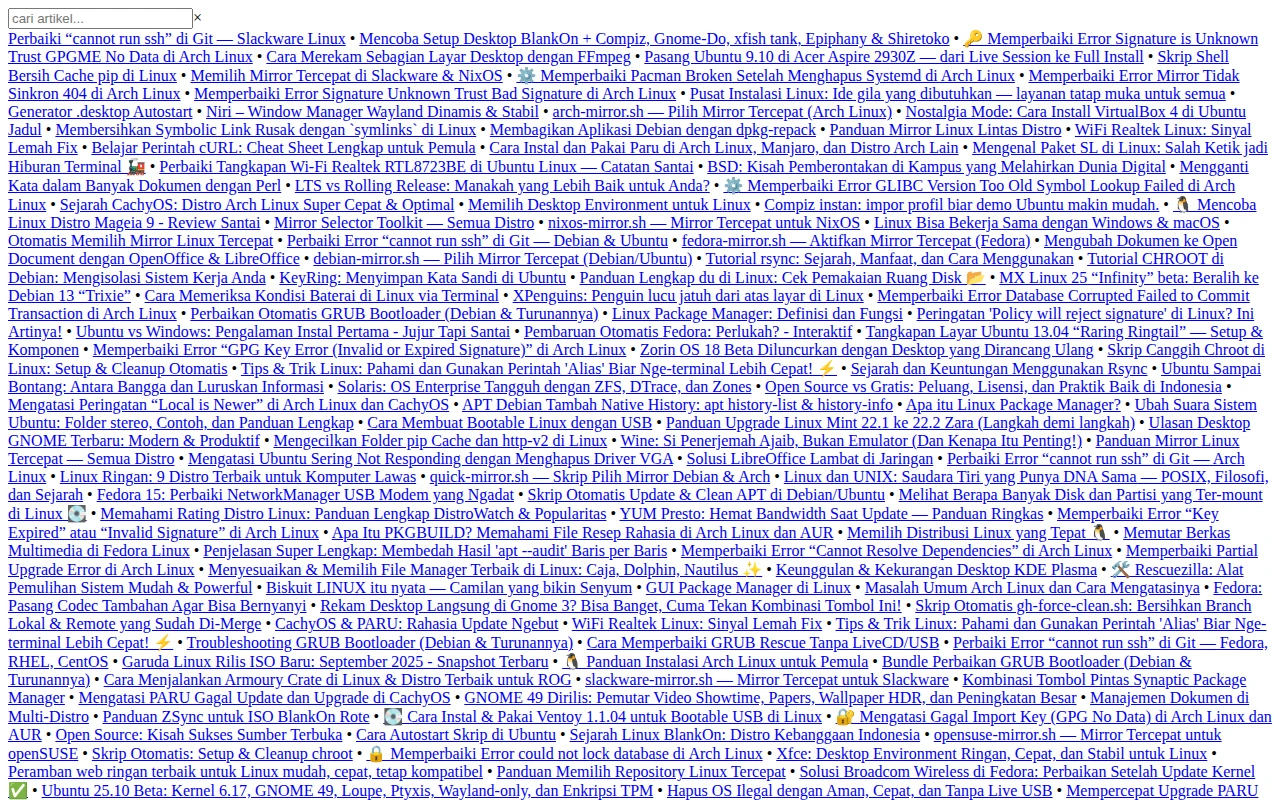 cari artikel... ×
Perbaiki “cannot run ssh” di Git — Slackware Linux • Mencoba Setup Desktop BlankOn + Compiz, Gnome-Do, xfish tank, Epiphany & Shiretoko • 🔑 Memperbaiki Error Signature is Unknown
Trust GPGME No Data di Arch Linux • Cara Merekam Sebagian Layar Desktop dengan FFmpeg • Pasang Ubuntu 9.10 di Acer Aspire 2930Z — dari Live Session ke Full Install • Skrip Shell
Bersih Cache pip di Linux • Memilih Mirror Tercepat di Slackware & NixOS • ⚙️ Memperbaiki Pacman Broken Setelah Menghapus Systemd di Arch Linux • Memperbaiki Error Mirror Tidak
Sinkron 404 di Arch Linux • Memperbaiki Error Signature Unknown Trust Bad Signature di Arch Linux • Pusat Instalasi Linux: Ide gila yang dibutuhkan — layanan tatap muka untuk semua •
Generator .desktop Autostart • Niri – Window Manager Wayland Dinamis & Stabil • arch-mirror.sh — Pilih Mirror Tercepat (Arch Linux) • Nostalgia Mode: Cara Install VirtualBox 4 di Ubuntu
Jadul • Membersihkan Symbolic Link Rusak dengan `symlinks` di Linux • Membagikan Aplikasi Debian dengan dpkg-repack • Panduan Mirror Linux Lintas Distro • WiFi Realtek Linux: Sinyal
Lemah Fix • Belajar Perintah cURL: Cheat Sheet Lengkap untuk Pemula • Cara Instal dan Pakai Paru di Arch Linux, Manjaro, dan Distro Arch Lain • Mengenal Paket SL di Linux: Salah Ketik jadi
Hiburan Terminal 🚂 • Perbaiki Tangkapan Wi-Fi Realtek RTL8723BE di Ubuntu Linux — Catatan Santai • BSD: Kisah Pemberontakan di Kampus yang Melahirkan Dunia Digital • Mengganti
Kata dalam Banyak Dokumen dengan Perl • LTS vs Rolling Release: Manakah yang Lebih Baik untuk Anda? • ⚙️ Memperbaiki Error GLIBC Version Too Old Symbol Lookup Failed di Arch
Linux • Sejarah CachyOS: Distro Arch Linux Super Cepat & Optimal • Memilih Desktop Environment untuk Linux • Compiz instan: impor profil biar demo Ubuntu makin mudah. • 🐧 Mencoba
Linux Distro Mageia 9 - Review Santai • Mirror Selector Toolkit — Semua Distro • nixos-mirror.sh — Mirror Tercepat untuk NixOS • Linux Bisa Bekerja Sama dengan Windows & macOS •
Otomatis Memilih Mirror Linux Tercepat • Perbaiki Error “cannot run ssh” di Git — Debian & Ubuntu • fedora-mirror.sh — Aktifkan Mirror Tercepat (Fedora) • Mengubah Dokumen ke Open
Document dengan OpenOffice & LibreOffice • debian-mirror.sh — Pilih Mirror Tercepat (Debian/Ubuntu) • Tutorial rsync: Sejarah, Manfaat, dan Cara Menggunakan • Tutorial CHROOT di
Debian: Mengisolasi Sistem Kerja Anda • KeyRing: Menyimpan Kata Sandi di Ubuntu • Panduan Lengkap du di Linux: Cek Pemakaian Ruang Disk 📂 • MX Linux 25 “Infinity” beta: Beralih ke
Debian 13 “Trixie” • Cara Memeriksa Kondisi Baterai di Linux via Terminal • XPenguins: Penguin lucu jatuh dari atas layar di Linux • Memperbaiki Error Database Corrupted Failed to Commit
Transaction di Arch Linux • Perbaikan Otomatis GRUB Bootloader (Debian & Turunannya) • Linux Package Manager: Definisi dan Fungsi • Peringatan 'Policy will reject signature' di Linux? Ini
Artinya! • Ubuntu vs Windows: Pengalaman Instal Pertama - Jujur Tapi Santai • Pembaruan Otomatis Fedora: Perlukah? - Interaktif • Tangkapan Layar Ubuntu 13.04 “Raring Ringtail” — Setup &
Komponen • Memperbaiki Error “GPG Key Error (Invalid or Expired Signature)” di Arch Linux • Zorin OS 18 Beta Diluncurkan dengan Desktop yang Dirancang Ulang • Skrip Canggih Chroot di
Linux: Setup & Cleanup Otomatis • Tips & Trik Linux: Pahami dan Gunakan Perintah 'Alias' Biar Nge-terminal Lebih Cepat! ⚡ • Sejarah dan Keuntungan Menggunakan Rsync • Ubuntu Sampai
Bontang: Antara Bangga dan Luruskan Informasi • Solaris: OS Enterprise Tangguh dengan ZFS, DTrace, dan Zones • Open Source vs Gratis: Peluang, Lisensi, dan Praktik Baik di Indonesia •
Mengatasi Peringatan “Local is Newer” di Arch Linux dan CachyOS • APT Debian Tambah Native History: apt history-list & history-info • Apa itu Linux Package Manager? • Ubah Suara Sistem
Ubuntu: Folder stereo, Contoh, dan Panduan Lengkap • Cara Membuat Bootable Linux dengan USB • Panduan Upgrade Linux Mint 22.1 ke 22.2 Zara (Langkah demi langkah) • Ulasan Desktop
GNOME Terbaru: Modern & Produktif • Mengecilkan Folder pip Cache dan http-v2 di Linux • Wine: Si Penerjemah Ajaib, Bukan Emulator (Dan Kenapa Itu Penting!) • Panduan Mirror Linux
Tercepat — Semua Distro • Mengatasi Ubuntu Sering Not Responding dengan Menghapus Driver VGA • Solusi LibreOffice Lambat di Jaringan • Perbaiki Error “cannot run ssh” di Git — Arch
Linux • Linux Ringan: 9 Distro Terbaik untuk Komputer Lawas • quick-mirror.sh — Skrip Pilih Mirror Debian & Arch • Linux dan UNIX: Saudara Tiri yang Punya DNA Sama — POSIX, Filosofi,
dan Sejarah • Fedora 15: Perbaiki NetworkManager USB Modem yang Ngadat • Skrip Otomatis Update & Clean APT di Debian/Ubuntu • Melihat Berapa Banyak Disk dan Partisi yang Ter-mount
di Linux 💽 • Memahami Rating Distro Linux: Panduan Lengkap DistroWatch & Popularitas • YUM Presto: Hemat Bandwidth Saat Update — Panduan Ringkas • Memperbaiki Error “Key
Expired” atau “Invalid Signature” di Arch Linux • Apa Itu PKGBUILD? Memahami File Resep Rahasia di Arch Linux dan AUR • Memilih Distribusi Linux yang Tepat 🐧 • Memutar Berkas
Multimedia di Fedora Linux • Penjelasan Super Lengkap: Membedah Hasil 'apt --audit' Baris per Baris • Memperbaiki Error “Cannot Resolve Dependencies” di Arch Linux • Memperbaiki Partial
Upgrade Error di Arch Linux • Menyesuaikan & Memilih File Manager Terbaik di Linux: Caja, Dolphin, Nautilus ✨ • Keunggulan & Kekurangan Desktop KDE Plasma • 🛠️ Rescuezilla: Alat
Pemulihan Sistem Mudah & Powerful • Biskuit LINUX itu nyata — Camilan yang bikin Senyum • GUI Package Manager di Linux • Masalah Umum Arch Linux dan Cara Mengatasinya • Fedora:
Pasang Codec Tambahan Agar Bisa Bernyanyi • Rekam Desktop Langsung di Gnome 3? Bisa Banget, Cuma Tekan Kombinasi Tombol Ini! • Skrip Otomatis gh-force-clean.sh: Bersihkan Branch
Lokal & Remote yang Sudah Di-Merge • CachyOS & PARU: Rahasia Update Ngebut • WiFi Realtek Linux: Sinyal Lemah Fix • Tips & Trik Linux: Pahami dan Gunakan Perintah 'Alias' Biar Nge-
terminal Lebih Cepat! ⚡ • Troubleshooting GRUB Bootloader (Debian & Turunannya) • Cara Memperbaiki GRUB Rescue Tanpa LiveCD/USB • Perbaiki Error “cannot run ssh” di Git — Fedora,
RHEL, CentOS • Garuda Linux Rilis ISO Baru: September 2025 - Snapshot Terbaru • 🐧 Panduan Instalasi Arch Linux untuk Pemula • Bundle Perbaikan GRUB Bootloader (Debian &
Turunannya) • Cara Menjalankan Armoury Crate di Linux & Distro Terbaik untuk ROG • slackware-mirror.sh — Mirror Tercepat untuk Slackware • Kombinasi Tombol Pintas Synaptic Package
Manager • Mengatasi PARU Gagal Update dan Upgrade di CachyOS • GNOME 49 Dirilis: Pemutar Video Showtime, Papers, Wallpaper HDR, dan Peningkatan Besar • Manajemen Dokumen di
Multi-Distro • Panduan ZSync untuk ISO BlankOn Rote • 💽 Cara Instal & Pakai Ventoy 1.1.04 untuk Bootable USB di Linux • 🔐 Mengatasi Gagal Import Key (GPG No Data) di Arch Linux dan
AUR • Open Source: Kisah Sukses Sumber Terbuka • Cara Autostart Skrip di Ubuntu • Sejarah Linux BlankOn: Distro Kebanggaan Indonesia • opensuse-mirror.sh — Mirror Tercepat untuk
openSUSE • Skrip Otomatis: Setup & Cleanup chroot • 🔒 Memperbaiki Error could not lock database di Arch Linux • Xfce: Desktop Environment Ringan, Cepat, dan Stabil untuk Linux •
Peramban web ringan terbaik untuk Linux mudah, cepat, tetap kompatibel • Panduan Memilih Repository Linux Tercepat • Solusi Broadcom Wireless di Fedora: Perbaikan Setelah Update Kernel
✅ • Ubuntu 25.10 Beta: Kernel 6.17, GNOME 49, Loupe, Ptyxis, Wayland-only, dan Enkripsi TPM • Hapus OS Ilegal dengan Aman, Cepat, dan Tanpa Live USB • Mempercepat Upgrade PARU